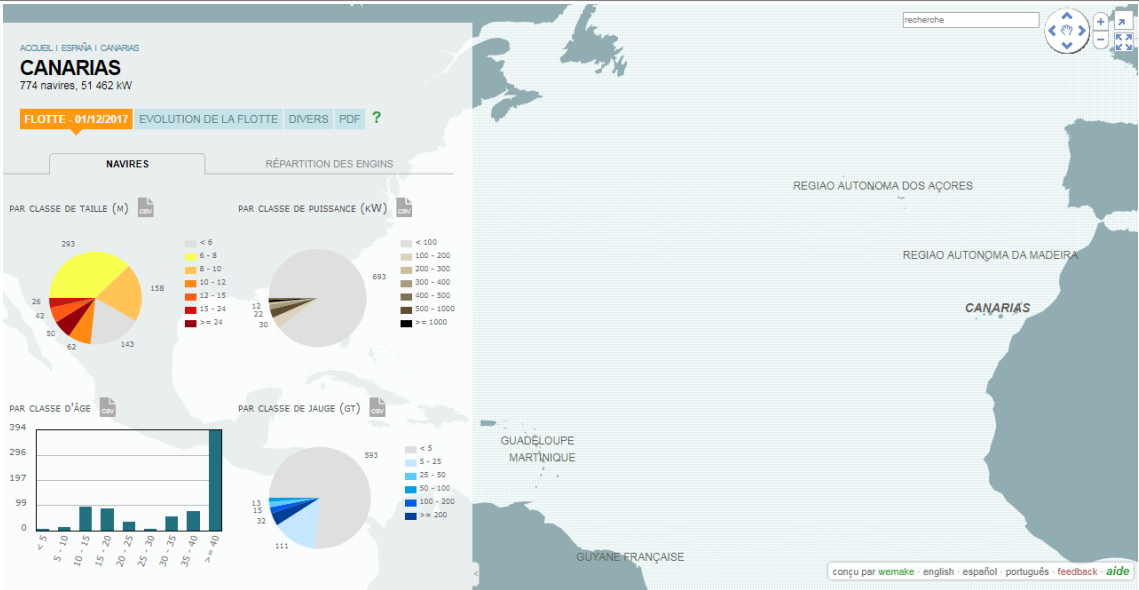 recherche
+
−
ACCUEIL | ESPAÑA | CANARIAS
CANARIAS
774 navires, 51 462 kW
FLOTTE - 01/12/2017 EVOLUTION DE LA FLOTTE DIVERS PDF ?
NAVIRES RÉPARTITION DES ENGINS
PAR CLASSE DE TAILLE (M) CSV
293
158
143
62
50
42
26
< 6
6 - 8
8 - 10
10 - 12
12 - 15
15 - 24
>= 24
PAR CLASSE DE PUISSANCE (KW) CSV
693
12
22
30
< 100
100 - 200
200 - 300
300 - 400
400 - 500
500 - 1000
>= 1000
PAR CLASSE D'ÂGE CSV
394
296
197
99
0
< 5
5 - 10
10 - 15
15 - 20
20 - 25
25 - 30
30 - 35
35 - 40
>= 40
PAR CLASSE DE JAUGE (GT) CSV
593
13
15
32
111
< 5
5 - 25
25 - 50
50 - 100
100 - 200
>= 200
REGIAO AUTONOMA DOS AÇORES
REGIAO AUTONOMA DA MADEIRA
CANARIAS
GUADELOUPE
MARTINIQUE
GUYANE FRANÇAISE
<
conçu par wemake · english · español · português · feedback · aide